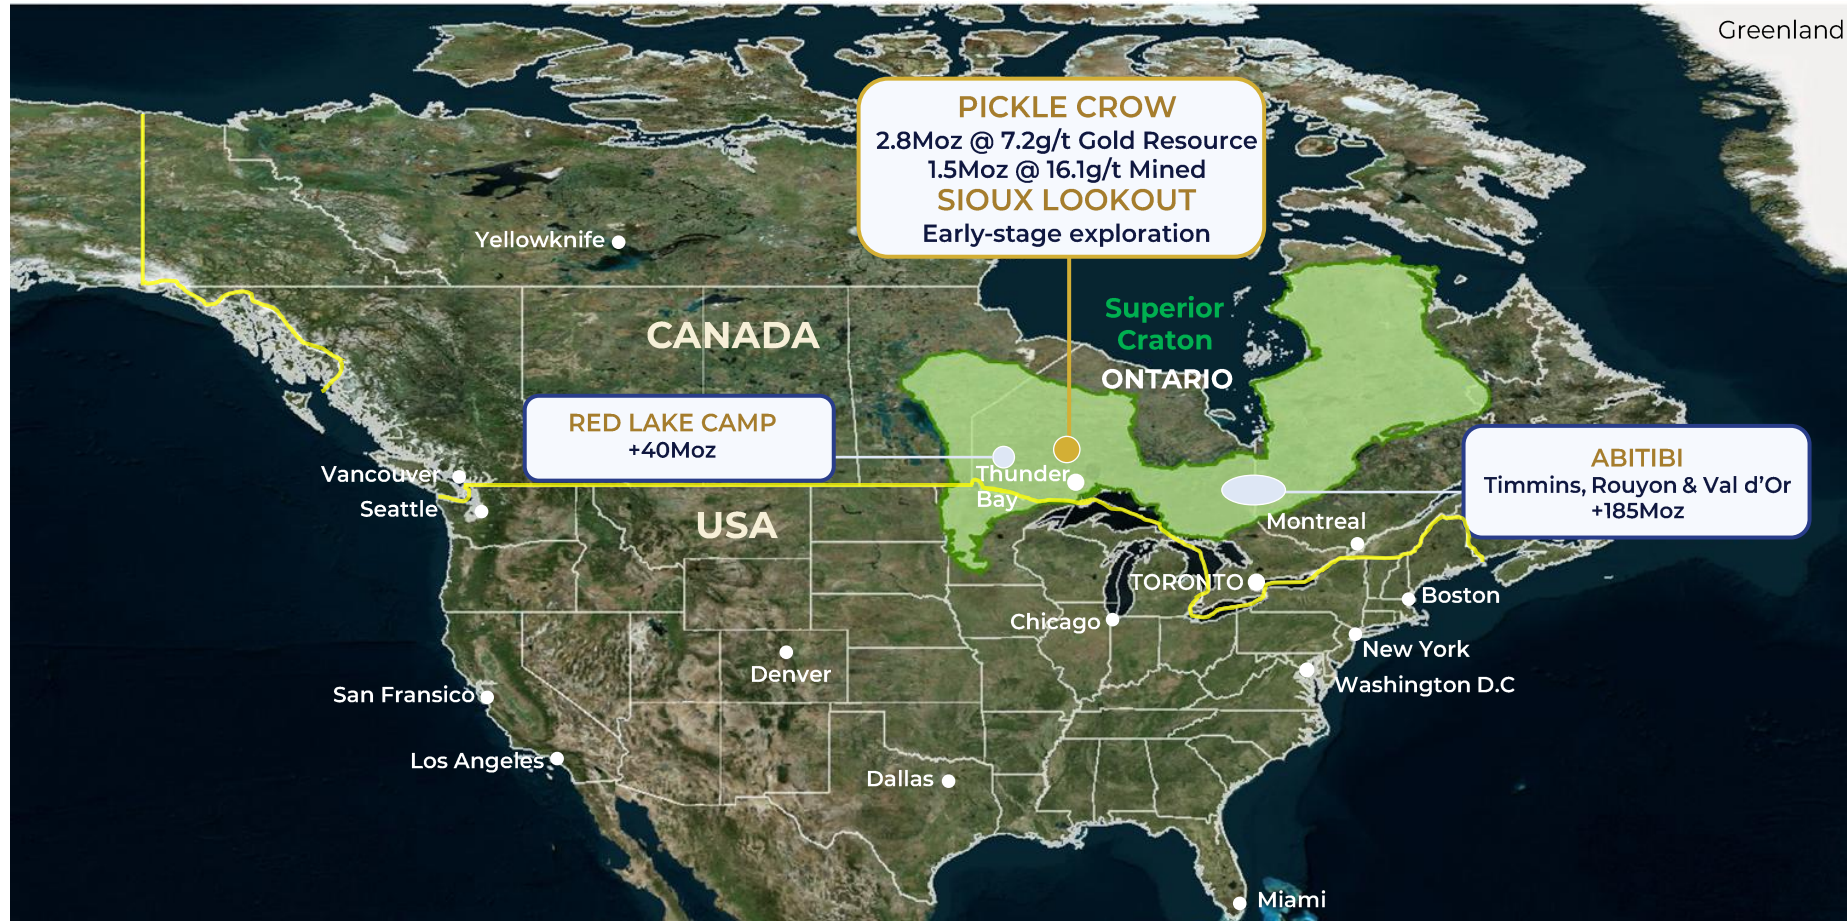 Greenland
PICKLE CROW
2.8Moz @ 7.2g/t Gold Resource
1.5Moz @ 16.1g/t Mined
SIOUX LOOKOUT
Early-stage exploration
Yellowknife
Superior
Craton
CANADA
ONTARIO
RED LAKE CAMP
+40Moz
ABITIBI
Timmins, Rouyon & Val d’Or
+185Moz
Vancouver
Thunder
Bay
Seattle
USA
Montreal
TORONTO
Boston
Chicago
New York
Denver
Washington D.C
San Fransico
Los Angeles
Dallas
Miami